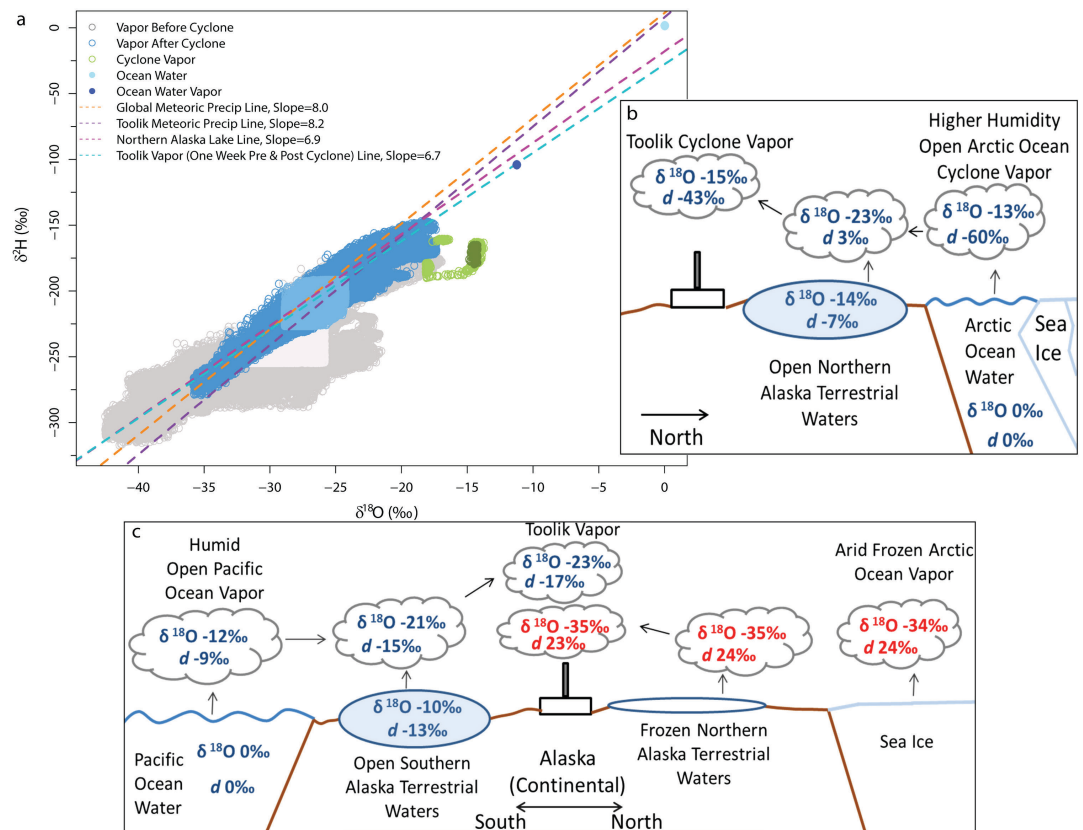 a
Vapor Before Cyclone
Vapor After Cyclone
Cyclone Vapor
Ocean Water
Ocean Water Vapor
Global Meteoric Precip Line, Slope=8.0
Toolik Meteoric Precip Line, Slope=8.2
Northern Alaska Lake Line, Slope=6.9
Toolik Vapor (One Week Pre & Post Cyclone) Line, Slope=6.7
δ²H (‰)
0
−50
−100
−150
−200
−250
−300
−40
−35
−30
−25
−20
−15
−10
−5
0
δ¹⁸O (‰)
b
Toolik Cyclone Vapor
δ ¹⁸O -15‰
d -43‰
δ ¹⁸O -23‰
d 3‰
Higher Humidity
Open Arctic Ocean
Cyclone Vapor
δ ¹⁸O -13‰
d -60‰
δ ¹⁸O -14‰
d -7‰
Open Northern
Alaska Terrestrial
Waters
Arctic
Ocean
Water
δ ¹⁸O 0‰
d 0‰
Sea
Ice
North
c
Humid
Open Pacific
Ocean Vapor
δ ¹⁸O -12‰
d -9‰
δ ¹⁸O -21‰
d -15‰
Toolik Vapor
δ ¹⁸O -23‰
d -17‰
δ ¹⁸O -35‰
d 23‰
δ ¹⁸O -35‰
d 24‰
Arid Frozen Arctic
Ocean Vapor
δ ¹⁸O -34‰
d 24‰
Pacific
Ocean
Water
δ ¹⁸O 0‰
d 0‰
δ ¹⁸O -10‰
d -13‰
Open Southern
Alaska Terrestrial
Waters
Alaska
(Continental)
South
North
Frozen Northern
Alaska Terrestrial
Waters
Sea Ice